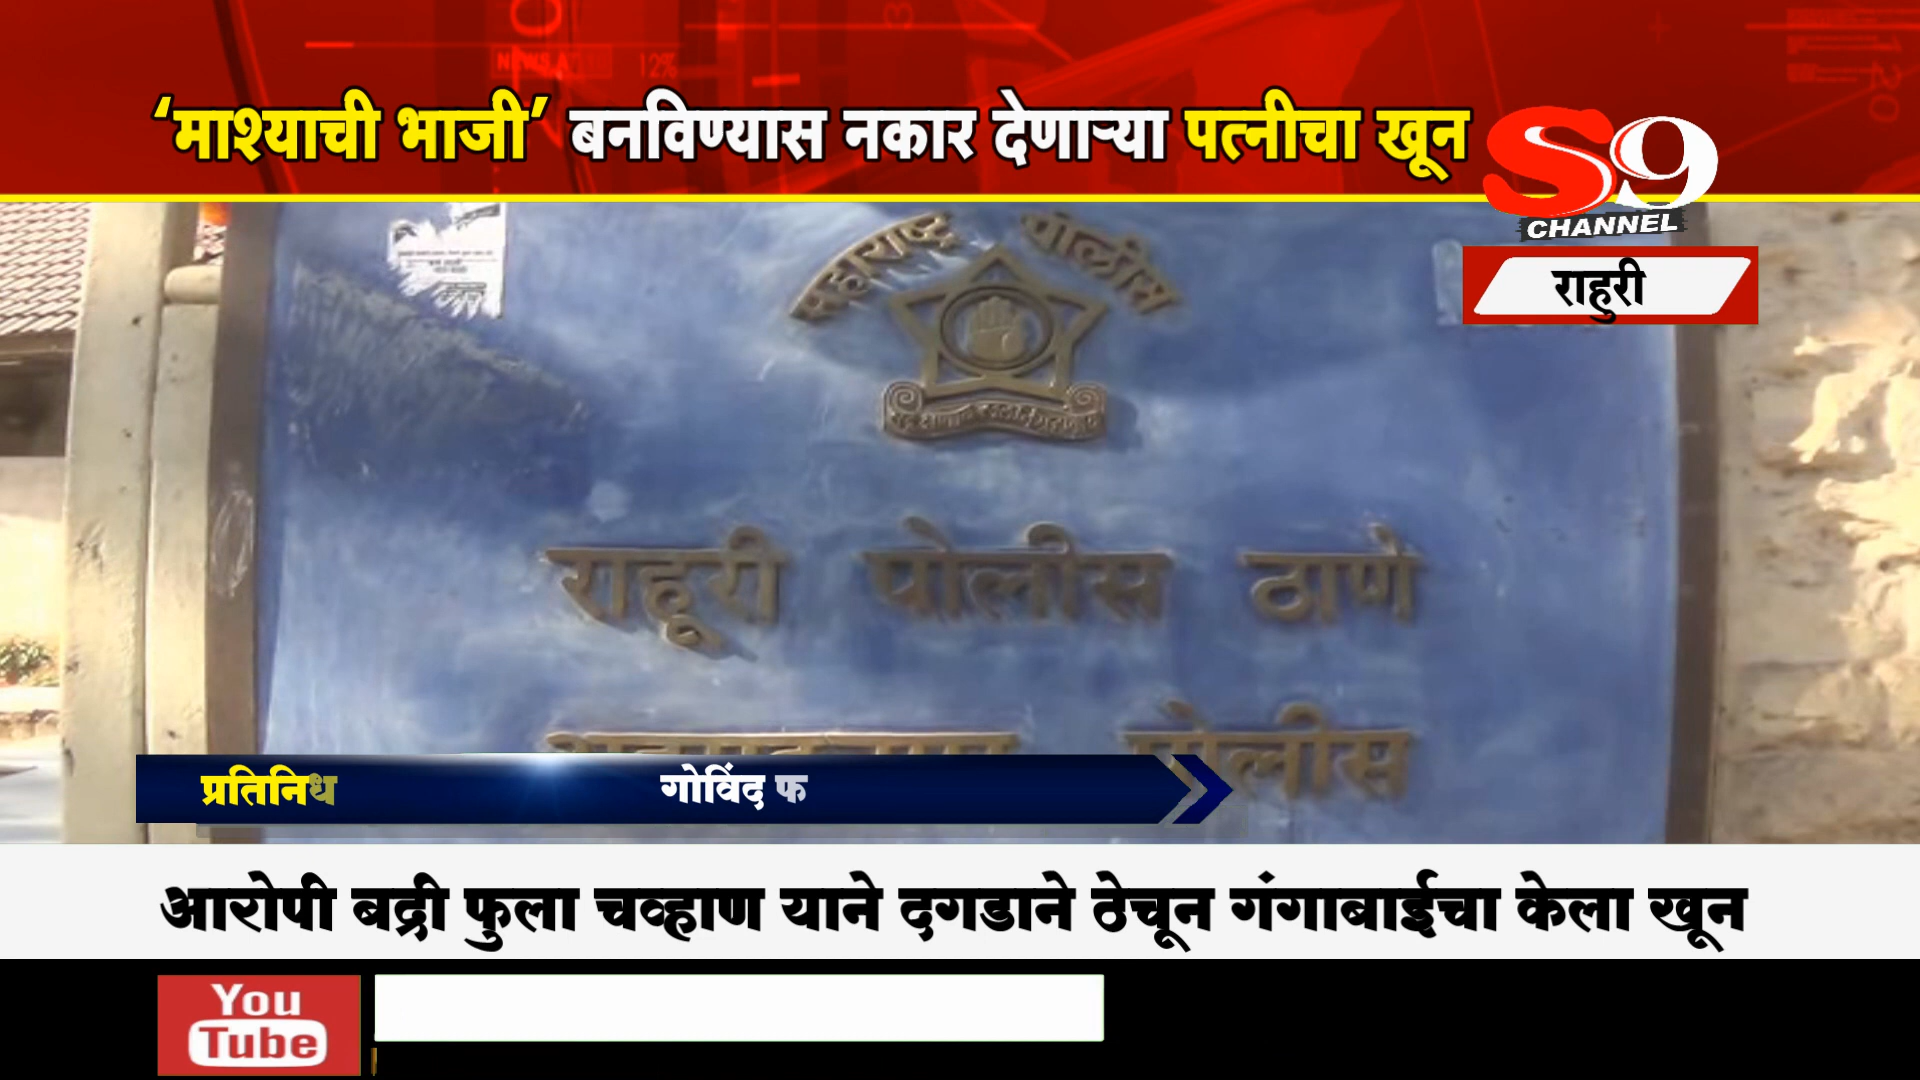 ‘माश्याची भाजी’ बनविण्यास नकार देणाऱ्या पत्नीचा खून
S9
CHANNEL
राहुरी
महाराष्ट्र पोलीस
राहूरी पोलीस ठाणे
पोलीस
प्रतिनिध
गोविंद फ
आरोपी बद्री फुला चव्हाण याने दगडाने ठेचून गंगाबाईचा केला खून
You
Tube